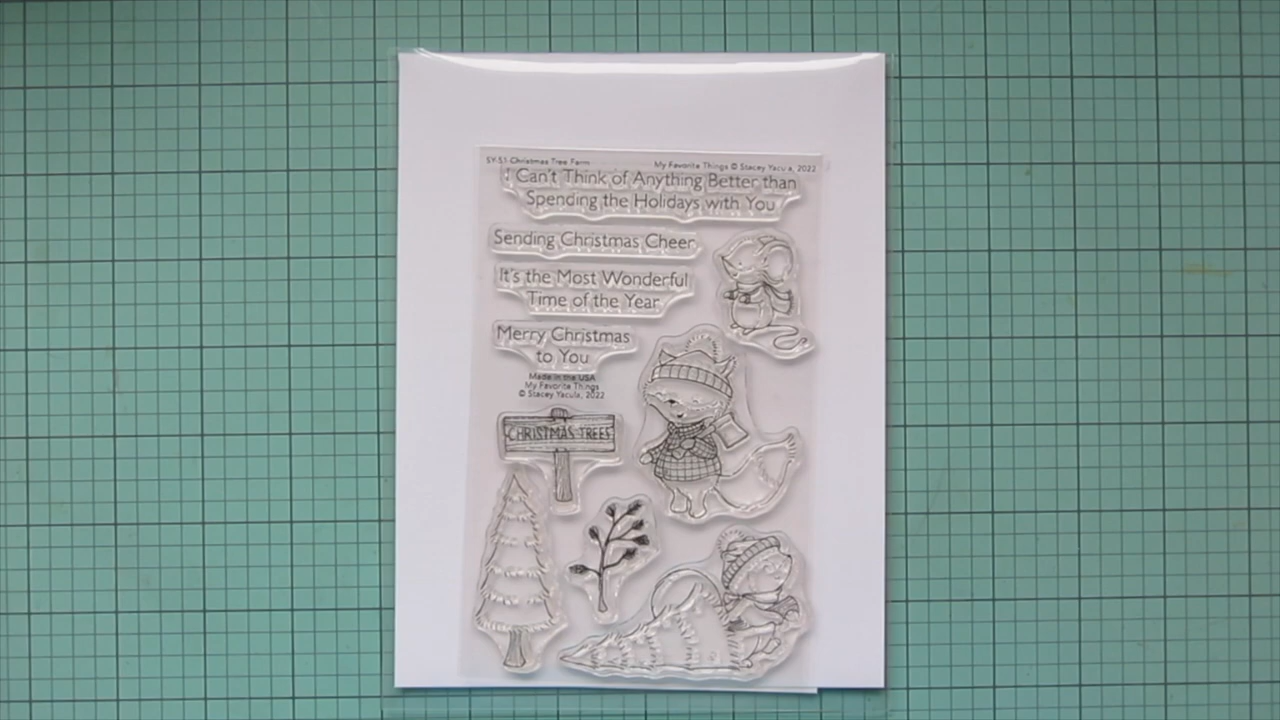 SY-51 Christmas Tree Farm
My Favorite Things © Stacey Yacula, 2022
I Can't Think of Anything Better than
Spending the Holidays with You
Sending Christmas Cheer
It's the Most Wonderful
Time of the Year
Merry Christmas
to You
Made in the USA
My Favorite Things
© Stacey Yacula, 2022
CHRISTMAS TREES